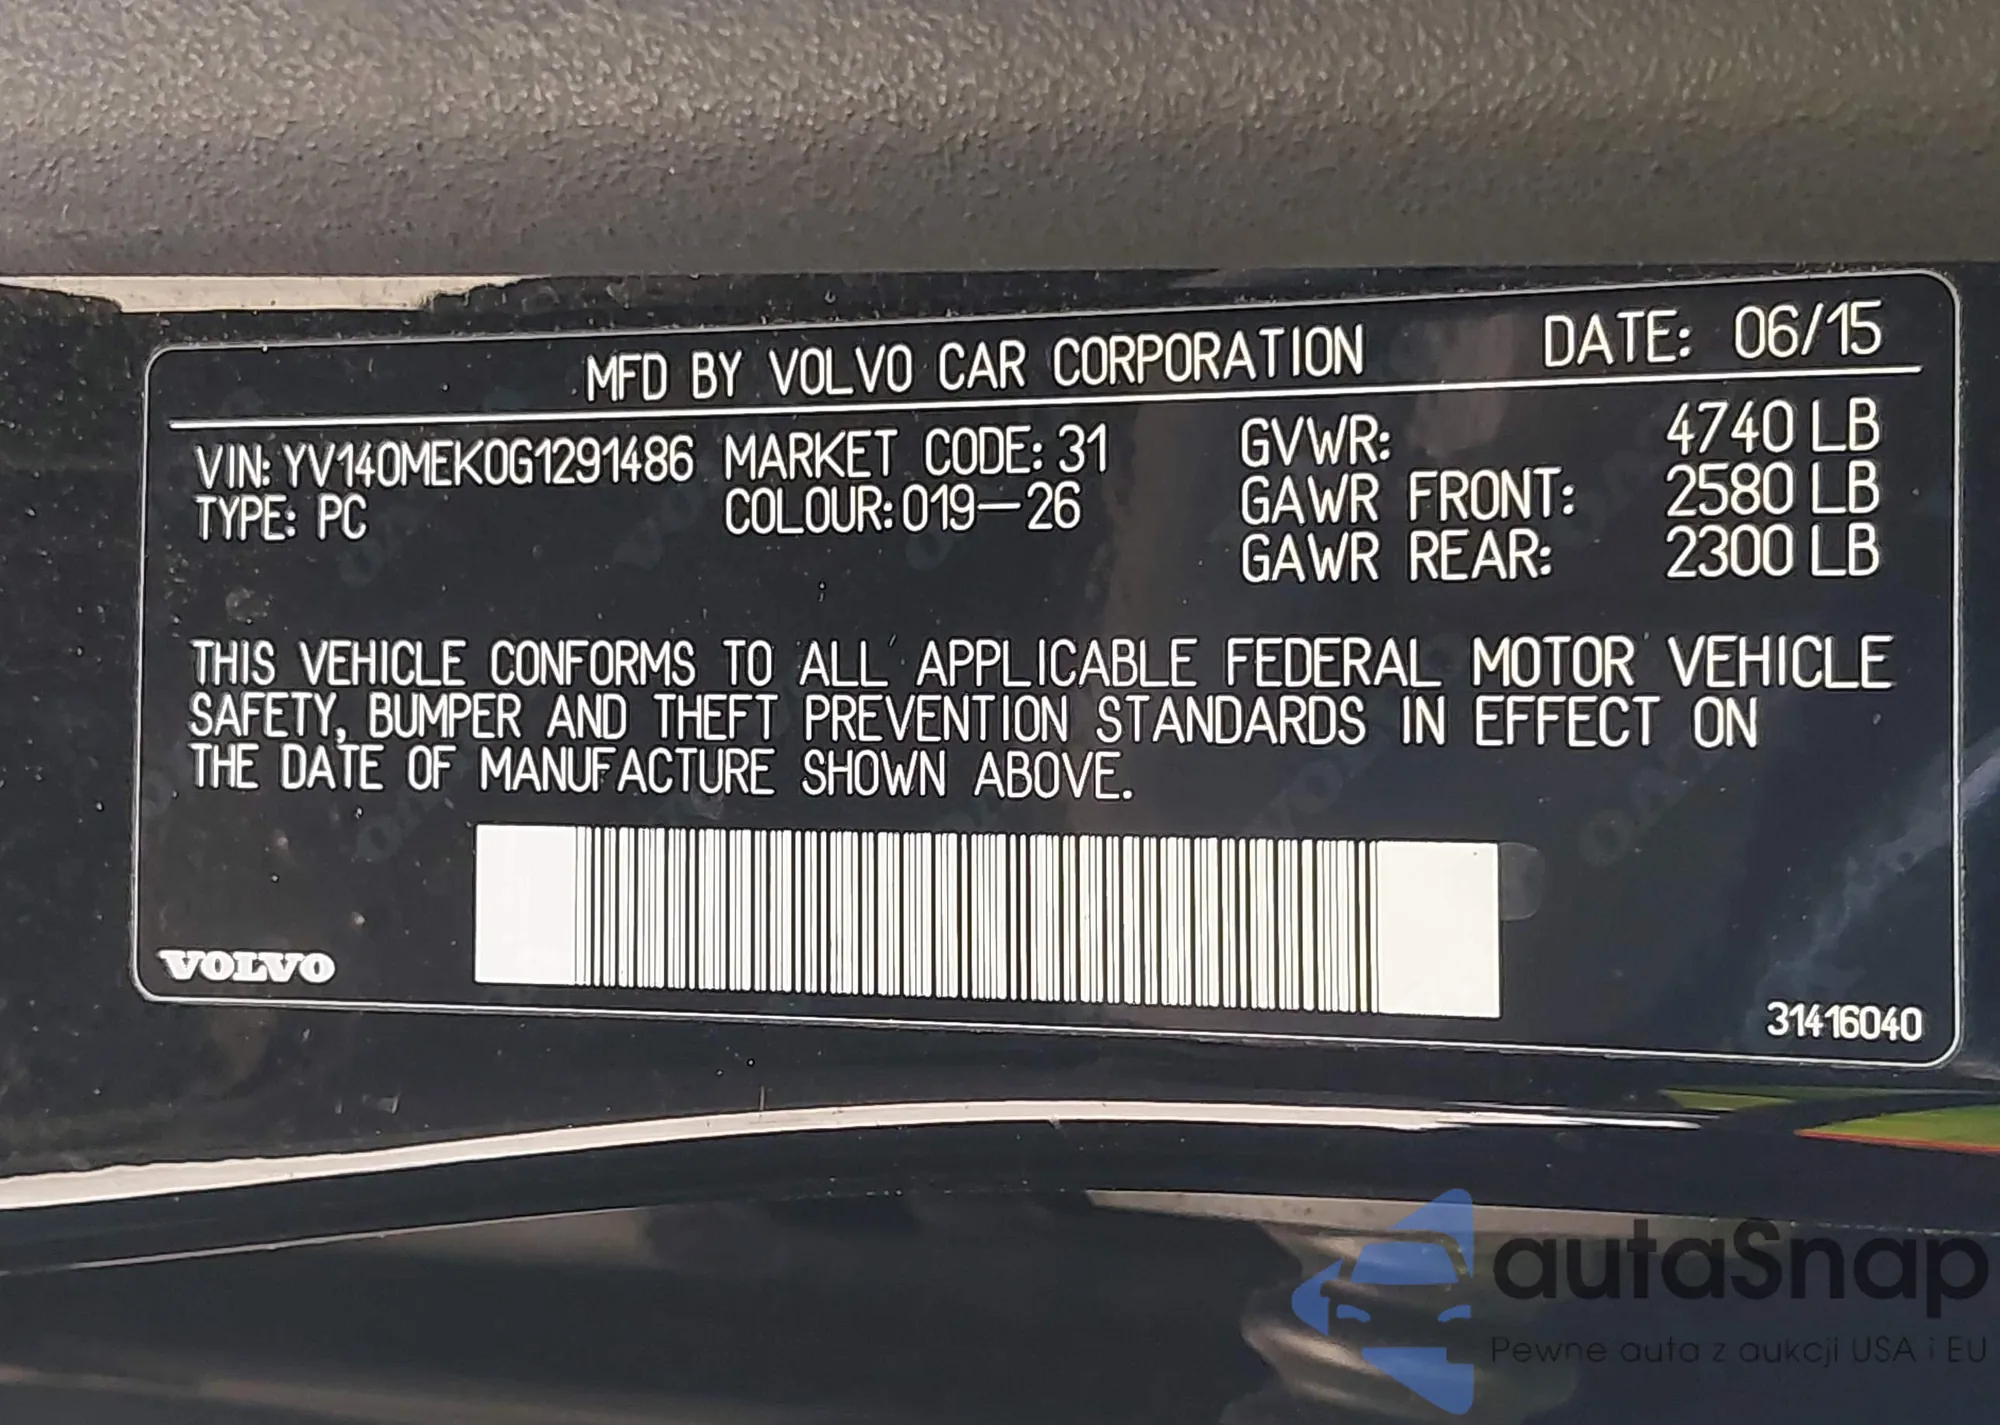 MFD BY VOLVO CAR CORPORATION DATE: 06/15
VIN: YV140MEK0G1291486 MARKET CODE: 31 GVWR: 4740 LB
TYPE: PC COLOUR: 019-26 GAWR FRONT: 2580 LB
GAWR REAR: 2300 LB
THIS VEHICLE CONFORMS TO ALL APPLICABLE FEDERAL MOTOR VEHICLE
SAFETY, BUMPER AND THEFT PREVENTION STANDARDS IN EFFECT ON
THE DATE OF MANUFACTURE SHOWN ABOVE.
VOLVO
31416040
autaSnap
Pewne auta z aukcji USA i EU